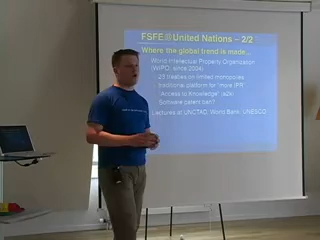 FSFE @ United Nations – 2/2
Where the global trend is made...
World Intellectual Property Organization
(WIPO, since 2004)
23 treaties on limited monopolies
traditional platform for "more IPR"
"Access to Knowledge" (a2k)
Software patent ban?
Lectures at UNCTAD, World Bank, UNESCO